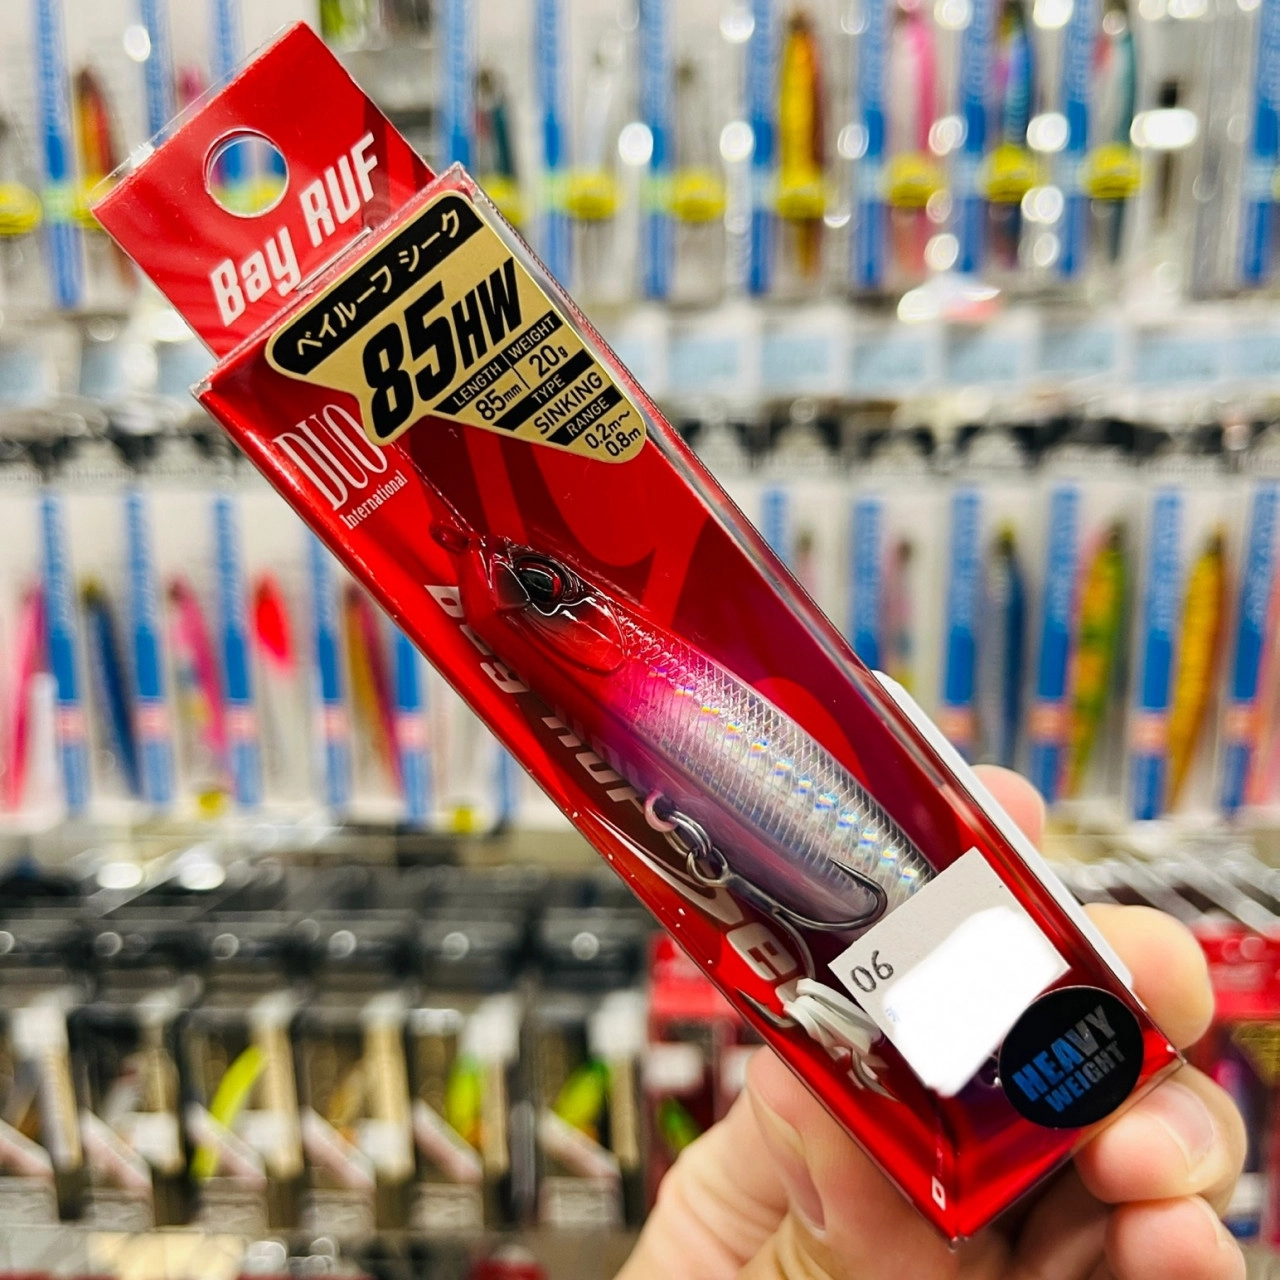 Bay RUF
ベイルーフ シーク
85HW
LENGTH
85mm
WEIGHT
20g
TYPE
SINKING
RANGE
0.2m~
0.8m
DUO
International
06
HEAVY
WEIGHT
D